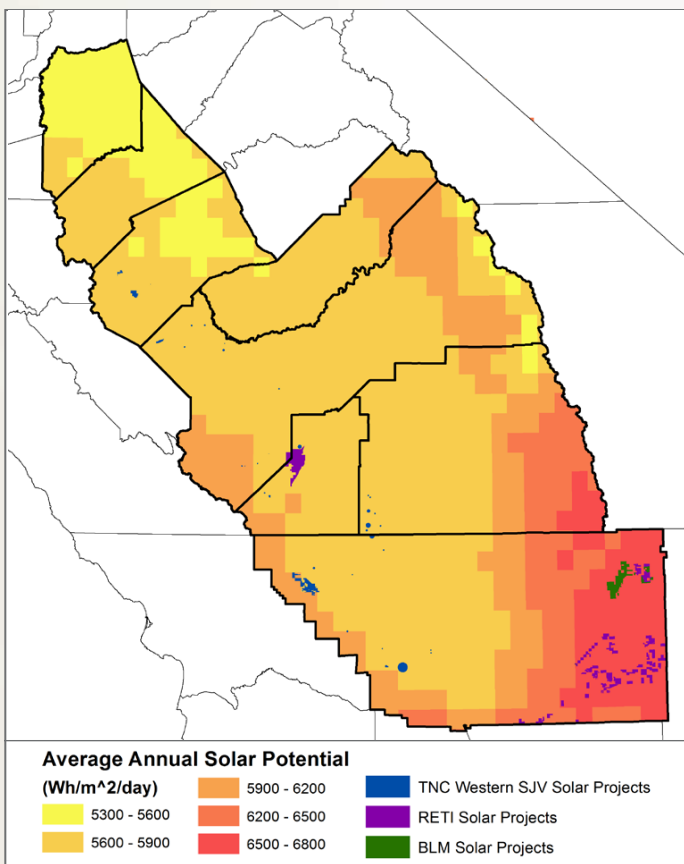 Average Annual Solar Potential
(Wh/m^2/day)
5300 - 5600
5600 - 5900
5900 - 6200
6200 - 6500
6500 - 6800
TNC Western SJV Solar Projects
RETI Solar Projects
BLM Solar Projects